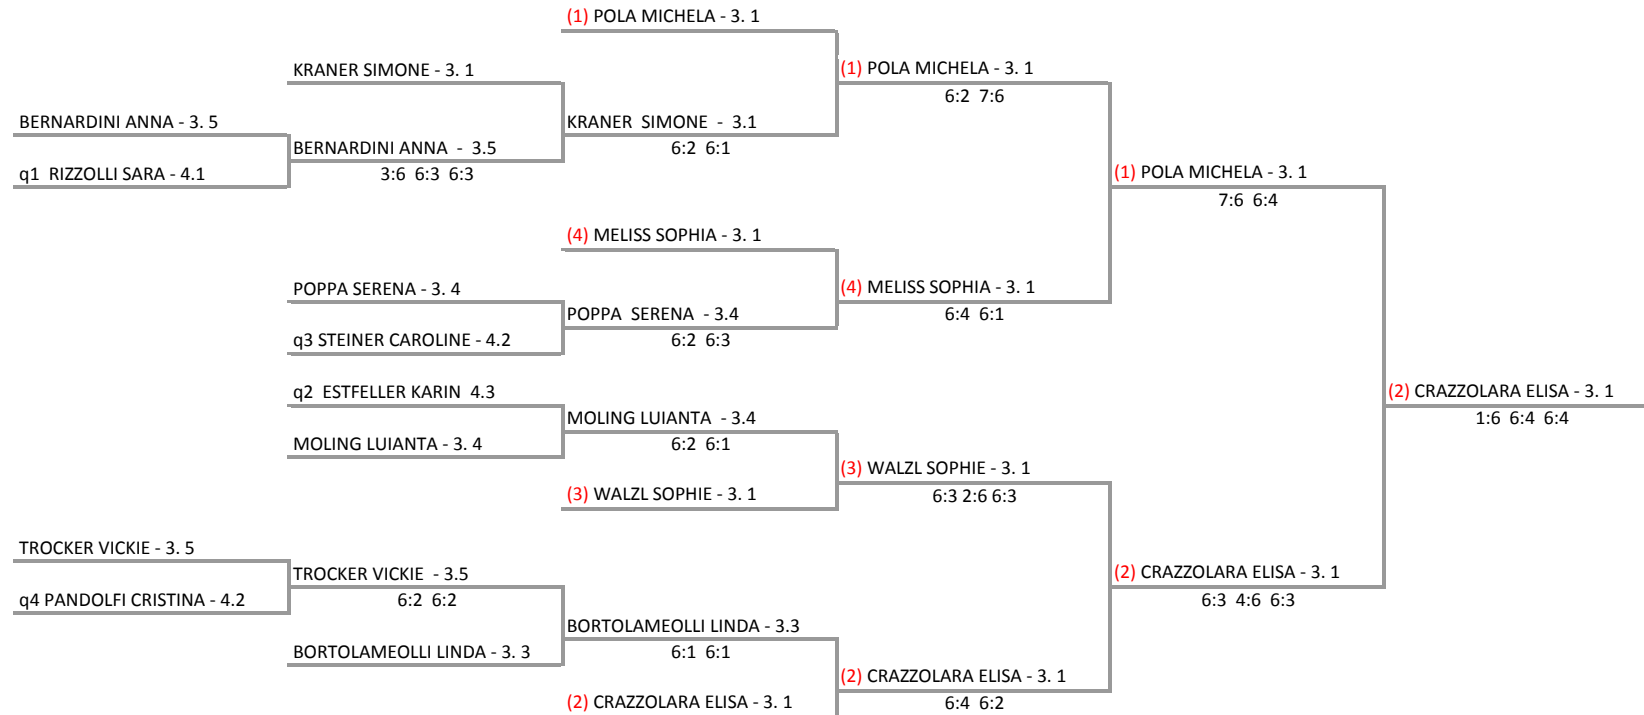 (1) POLA MICHELA - 3. 1
KRANER SIMONE - 3. 1
(1) POLA MICHELA - 3. 1
6:2 7:6
BERNARDINI ANNA - 3. 5
KRANER SIMONE - 3.1
BERNARDINI ANNA - 3.5
6:2 6:1
q1 RIZZOLLI SARA - 4.1
3:6 6:3 6:3
(1) POLA MICHELA - 3. 1
7:6 6:4
(4) MELISS SOPHIA - 3. 1
POPPA SERENA - 3. 4
(4) MELISS SOPHIA - 3. 1
POPPA SERENA - 3.4
6:4 6:1
q3 STEINER CAROLINE - 4.2
6:2 6:3
q2 ESTFELLER KARIN 4.3
(2) CRAZZOLARA ELISA - 3. 1
MOLING LUIANTA - 3.4
1:6 6:4 6:4
MOLING LUIANTA - 3. 4
6:2 6:1
(3) WALZL SOPHIE - 3. 1
(3) WALZL SOPHIE - 3. 1
6:3 2:6 6:3
TROCKER VICKIE - 3. 5
TROCKER VICKIE - 3.5
(2) CRAZZOLARA ELISA - 3. 1
q4 PANDOLFI CRISTINA - 4.2
6:2 6:2
6:3 4:6 6:3
BORTOLAMEOLLI LINDA - 3.3
BORTOLAMEOLLI LINDA - 3. 3
6:1 6:1
(2) CRAZZOLARA ELISA - 3. 1
(2) CRAZZOLARA ELISA - 3. 1
6:4 6:2